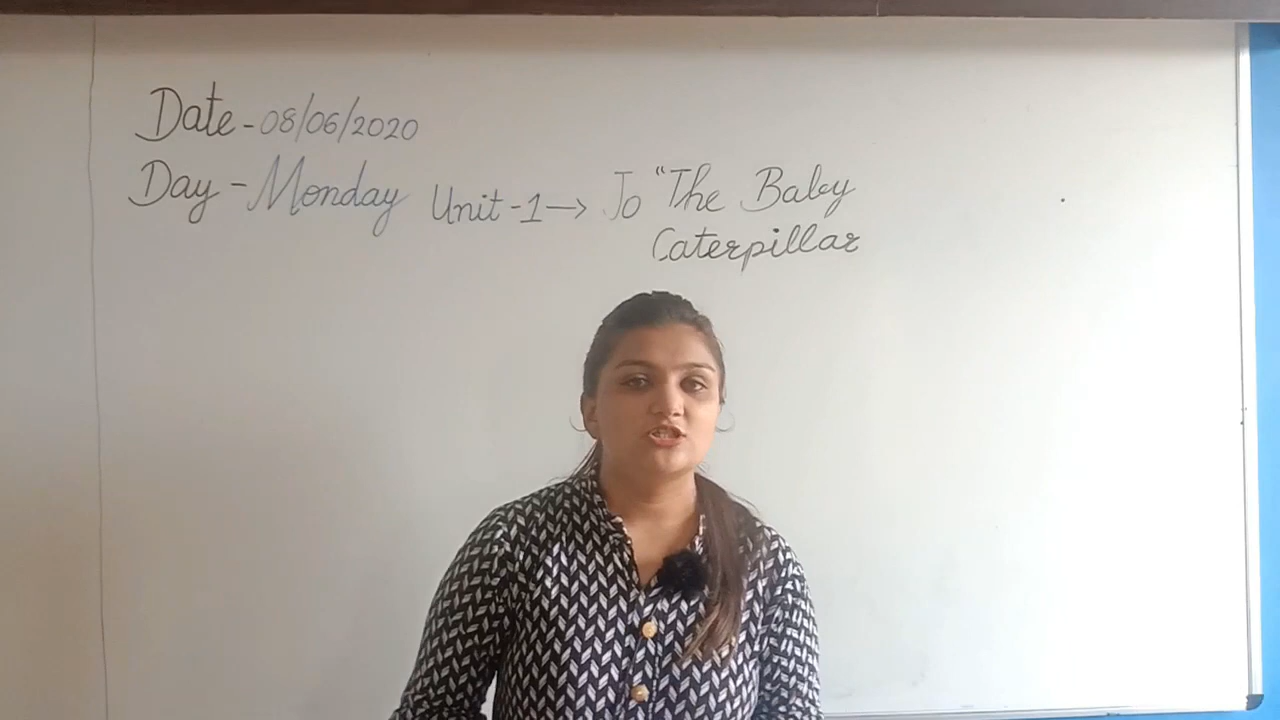 Date - 08/06/2020
Day - Monday Unit -1 → Jo "The Baby
Caterpillar